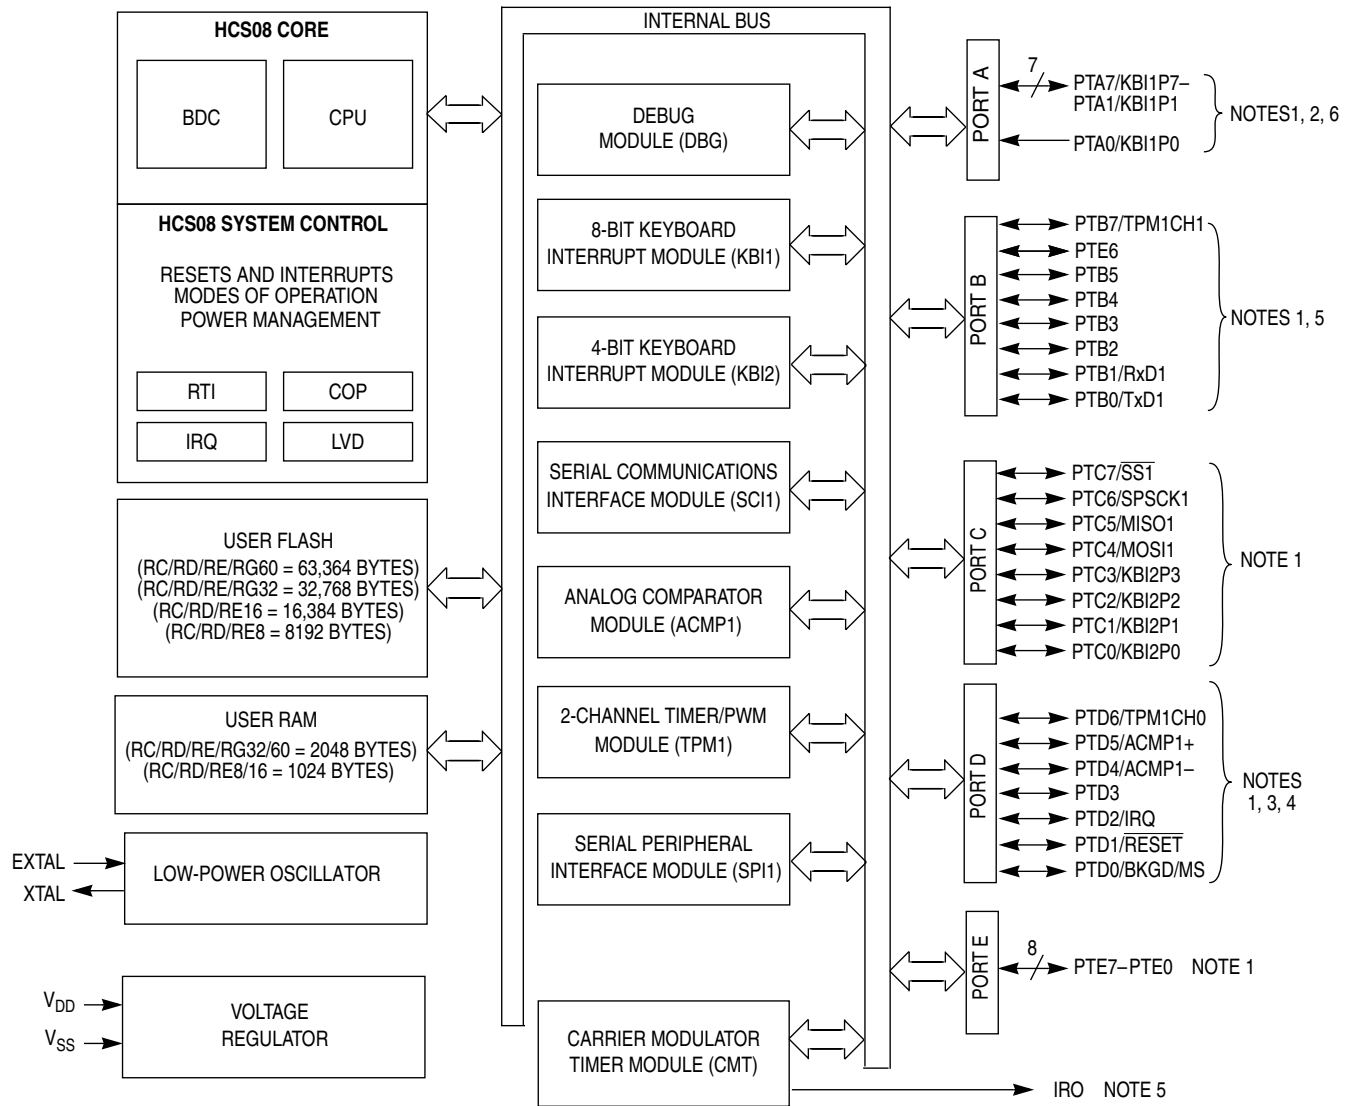 HCS08 CORE
BDC
CPU
HCS08 SYSTEM CONTROL
RESETS AND INTERRUPTS
MODES OF OPERATION
POWER MANAGEMENT
RTI
COP
IRQ
LVD
USER FLASH
(RC/RD/RE/RG60 = 63,364 BYTES)
(RC/RD/RE/RG32 = 32,768 BYTES)
(RC/RD/RE16 = 16,384 BYTES)
(RC/RD/RE8 = 8192 BYTES)
USER RAM
(RC/RD/RE/RG32/60 = 2048 BYTES)
(RC/RD/RE8/16 = 1024 BYTES)
EXTAL
XTAL
LOW-POWER OSCILLATOR
VDD
VSS
VOLTAGE
REGULATOR
INTERNAL BUS
DEBUG
MODULE (DBG)
8-BIT KEYBOARD
INTERRUPT MODULE (KBI1)
4-BIT KEYBOARD
INTERRUPT MODULE (KBI2)
SERIAL COMMUNICATIONS
INTERFACE MODULE (SCI1)
ANALOG COMPARATOR
MODULE (ACMP1)
2-CHANNEL TIMER/PWM
MODULE (TPM1)
SERIAL PERIPHERAL
INTERFACE MODULE (SPI1)
CARRIER MODULATOR
TIMER MODULE (CMT)
PORT A
7
PTA7/KBI1P7–
PTA1/KBI1P1
PTA0/KBI1P0
NOTES1, 2, 6
PORT B
PTB7/TPM1CH1
PTE6
PTB5
PTB4
PTB3
PTB2
PTB1/RxD1
PTB0/TxD1
NOTES 1, 5
PORT C
PTC7/SS1
PTC6/SPSCK1
PTC5/MISO1
PTC4/MOSI1
PTC3/KBI2P3
PTC2/KBI2P2
PTC1/KBI2P1
PTC0/KBI2P0
NOTE 1
PORT D
PTD6/TPM1CH0
PTD5/ACMP1+
PTD4/ACMP1–
PTD3
PTD2/IRQ
PTD1/RESET
PTD0/BKGD/MS
NOTES
1, 3, 4
PORT E
8
PTE7–PTE0 NOTE 1
IRO NOTE 5